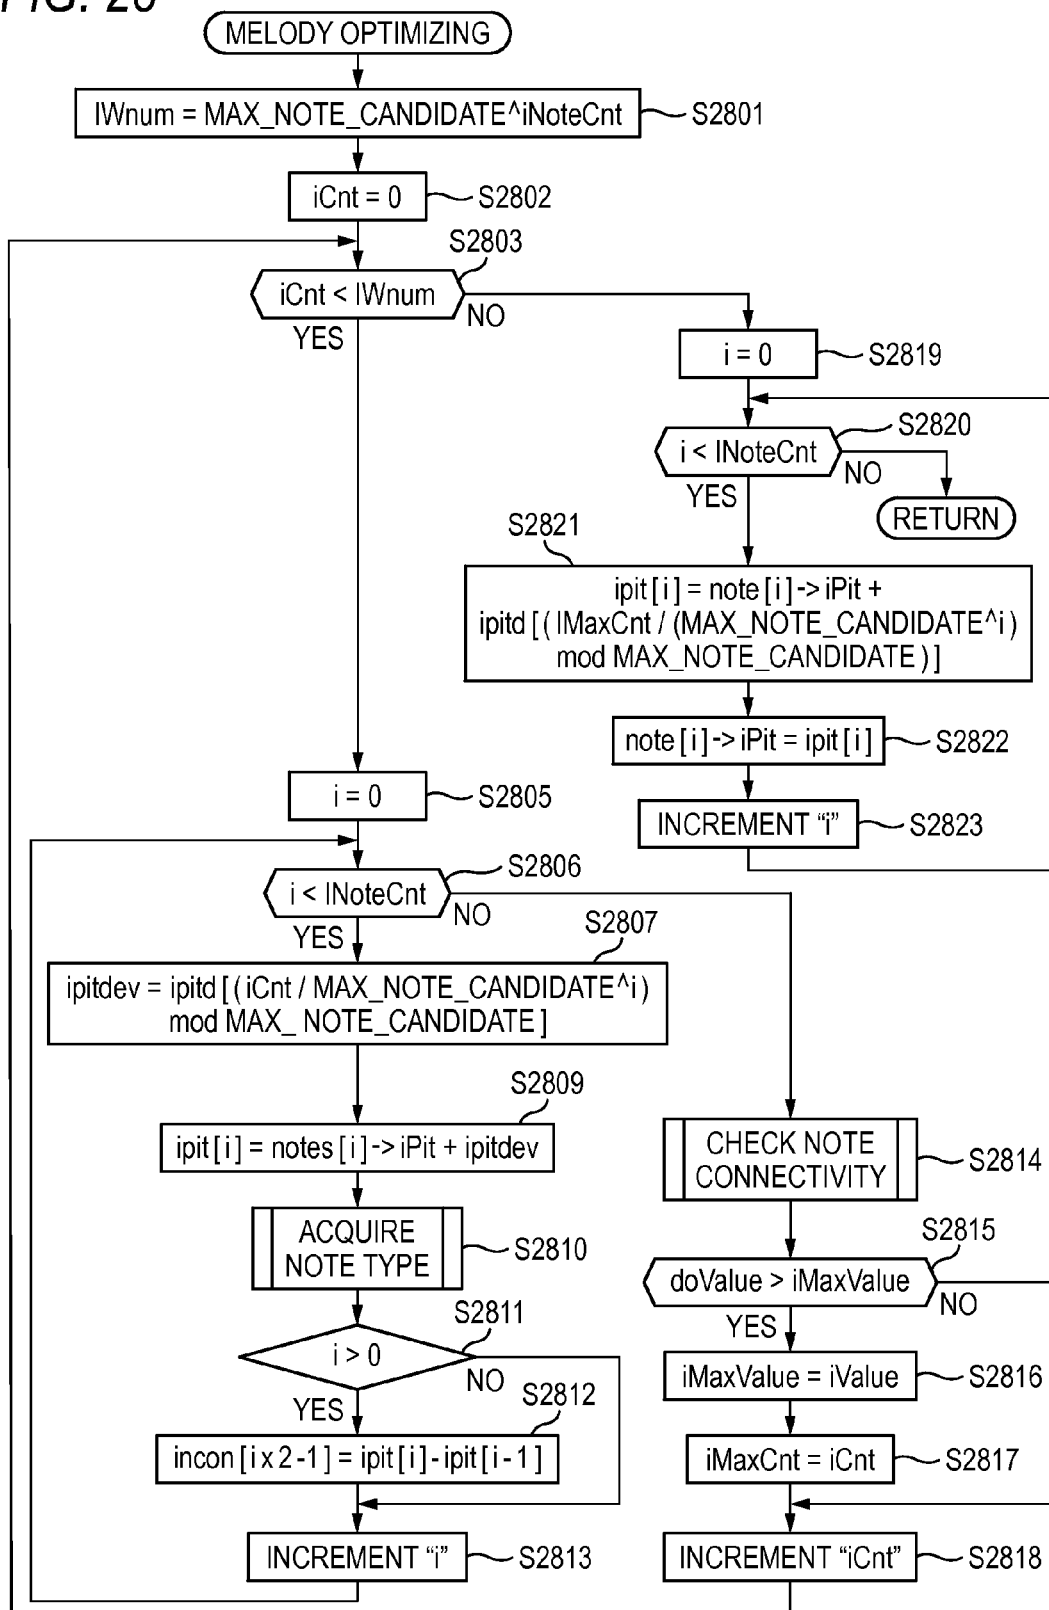 MELODY OPTIMIZING
IWnum = MAX_NOTE_CANDIDATE^iNoteCnt
S2801
iCnt = 0
S2802
S2803
iCnt < IWnum
NO
YES
i = 0
S2819
S2820
i < INoteCnt
NO
YES
RETURN
S2821
ipit [ i ] = note [ i ] -> iPit +
ipitd [ ( IMaxCnt / (MAX_NOTE_CANDIDATE^i )
mod MAX_NOTE_CANDIDATE ) ]
note [ i ] -> iPit = ipit [ i ]
S2822
i = 0
S2805
INCREMENT “i”
S2823
S2806
i < INoteCnt
NO
YES
S2807
ipitdev = ipitd [ ( iCnt / MAX_NOTE_CANDIDATE^i )
mod MAX_ NOTE_CANDIDATE ]
S2809
ipit [ i ] = notes [ i ] -> iPit + ipitdev
CHECK NOTE
CONNECTIVITY
S2814
ACQUIRE
NOTE TYPE
S2810
S2815
doValue > iMaxValue
NO
YES
S2811
i > 0
NO
YES
iMaxValue = iValue
S2816
S2812
incon [ i x 2 -1 ] = ipit [ i ] - ipit [ i -1 ]
iMaxCnt = iCnt
S2817
INCREMENT “i”
S2813
INCREMENT “iCnt”
S2818